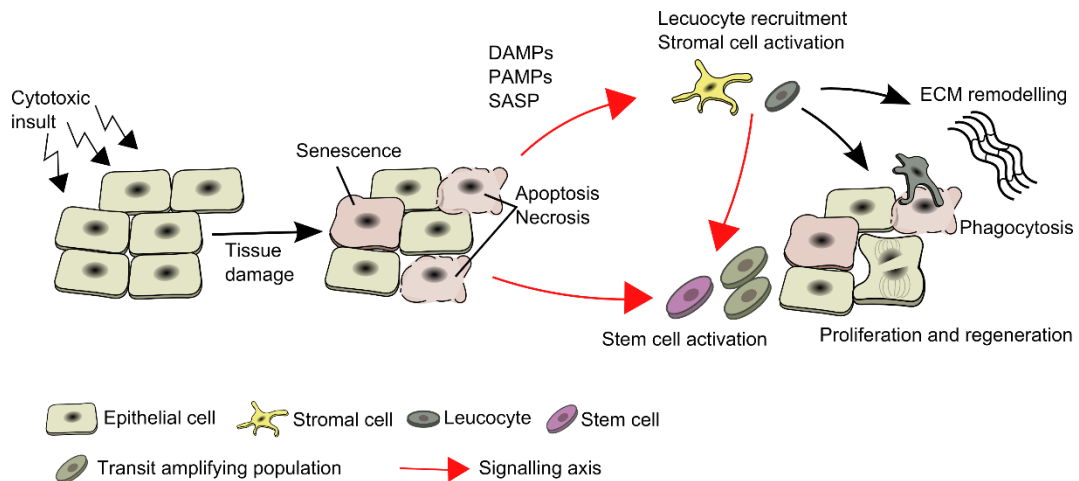 Lecuocyte recruitment
Stromal cell activation
DAMPs
PAMPs
SASP
Cytotoxic
insult
ECM remodelling
Senescence
Apoptosis
Necrosis
Phagocytosis
Tissue
damage
Stem cell activation
Proliferation and regeneration
Epithelial cell
Stromal cell
Leucocyte
Stem cell
Transit amplifying population
Signalling axis